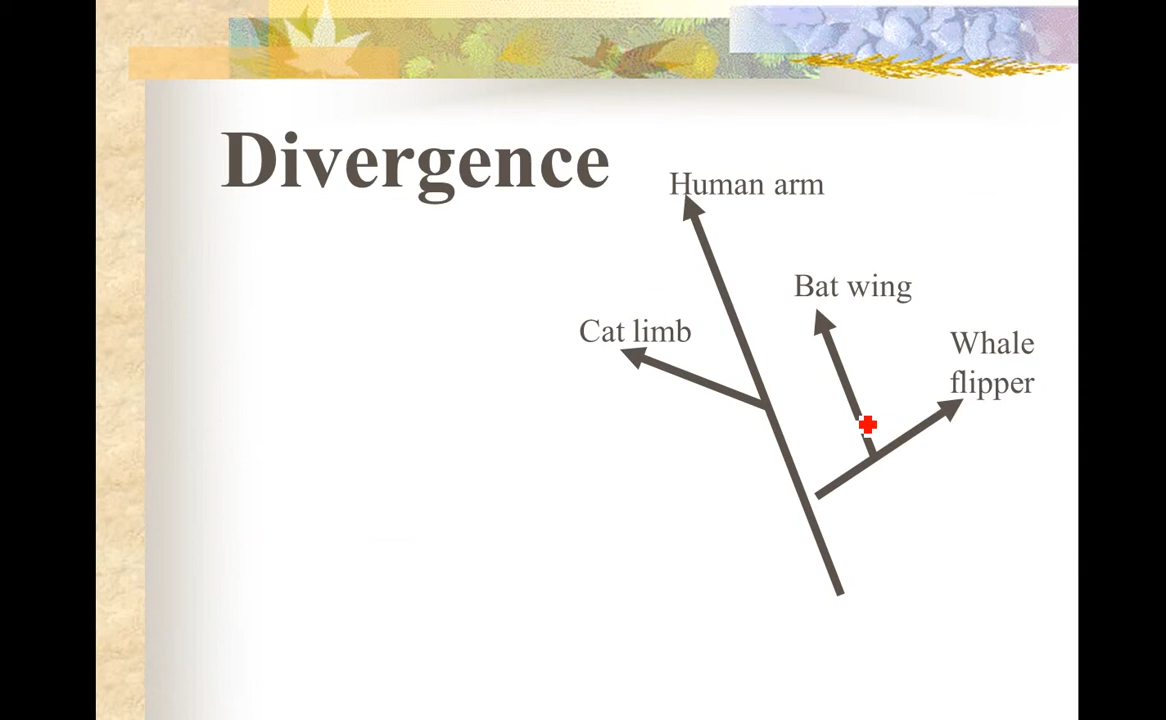 Divergence
Human arm
Bat wing
Cat limb
Whale
flipper